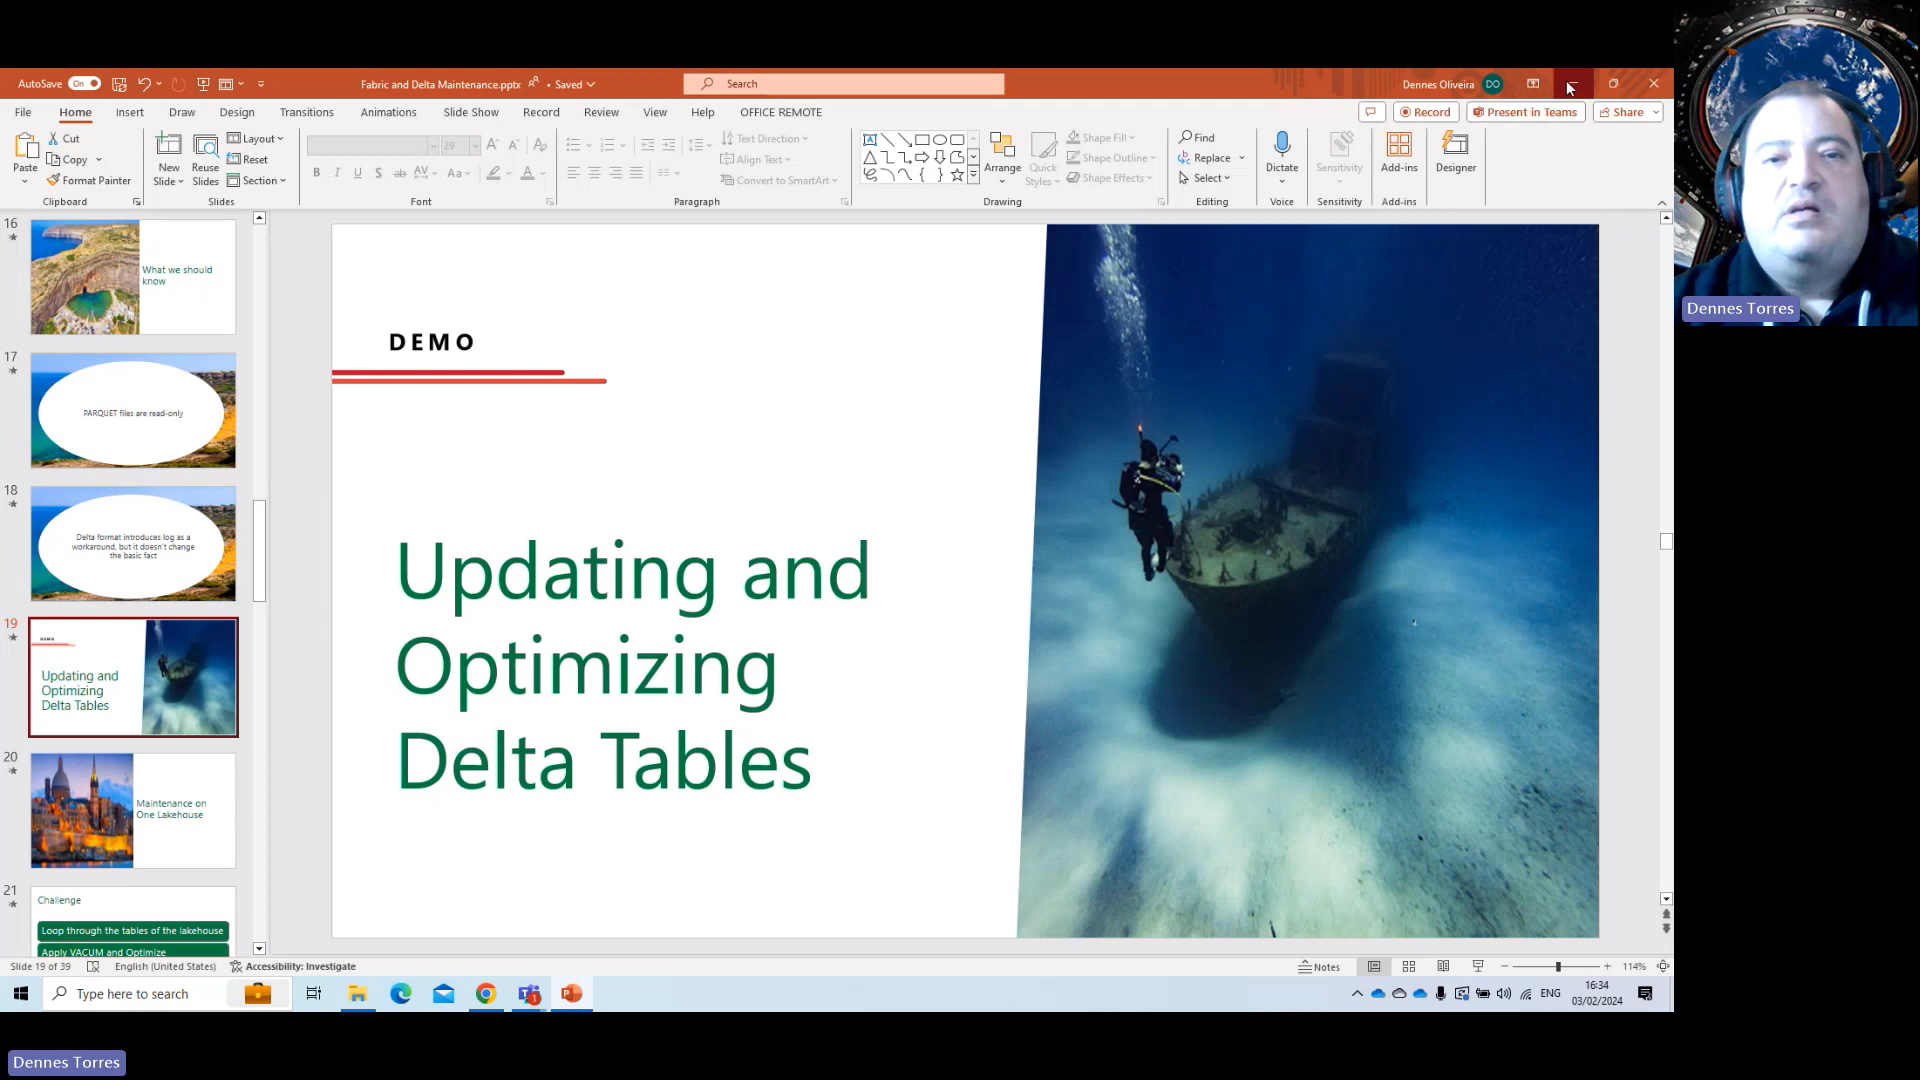 AutoSave On
Fabric and Delta Maintenance.pptx • Saved
Search
Dennes Oliveira DO
File Home Insert Draw Design Transitions Animations Slide Show Record Review View Help OFFICE REMOTE
Record Present in Teams Share
Paste
Cut
Copy
Format Painter
Clipboard
New Slide
Reuse Slides
Layout
Reset
Section
Slides
29
B I U S ab AV Aa A
Font
Text Direction
Align Text
Convert to SmartArt
Paragraph
Arrange
Quick Styles
Shape Fill
Shape Outline
Shape Effects
Drawing
Find
Replace
Select
Editing
Dictate
Voice
Sensitivity
Sensitivity
Add-ins
Add-ins
Designer
16
What we should
know
17
PARQUET files are read-only
18
Delta format introduces log as a
workaround, but it doesn't change
the basic fact
19
DEMO
Updating and
Optimizing
Delta Tables
20
Maintenance on
One Lakehouse
21
Challenge
Loop through the tables of the lakehouse
Apply VACUM and Optimize
DEMO
Updating and
Optimizing
Delta Tables
Dennes Torres
Slide 19 of 39 English (United States) Accessibility: Investigate
Notes
114%
Type here to search
ENG
16:34
03/02/2024
Dennes Torres